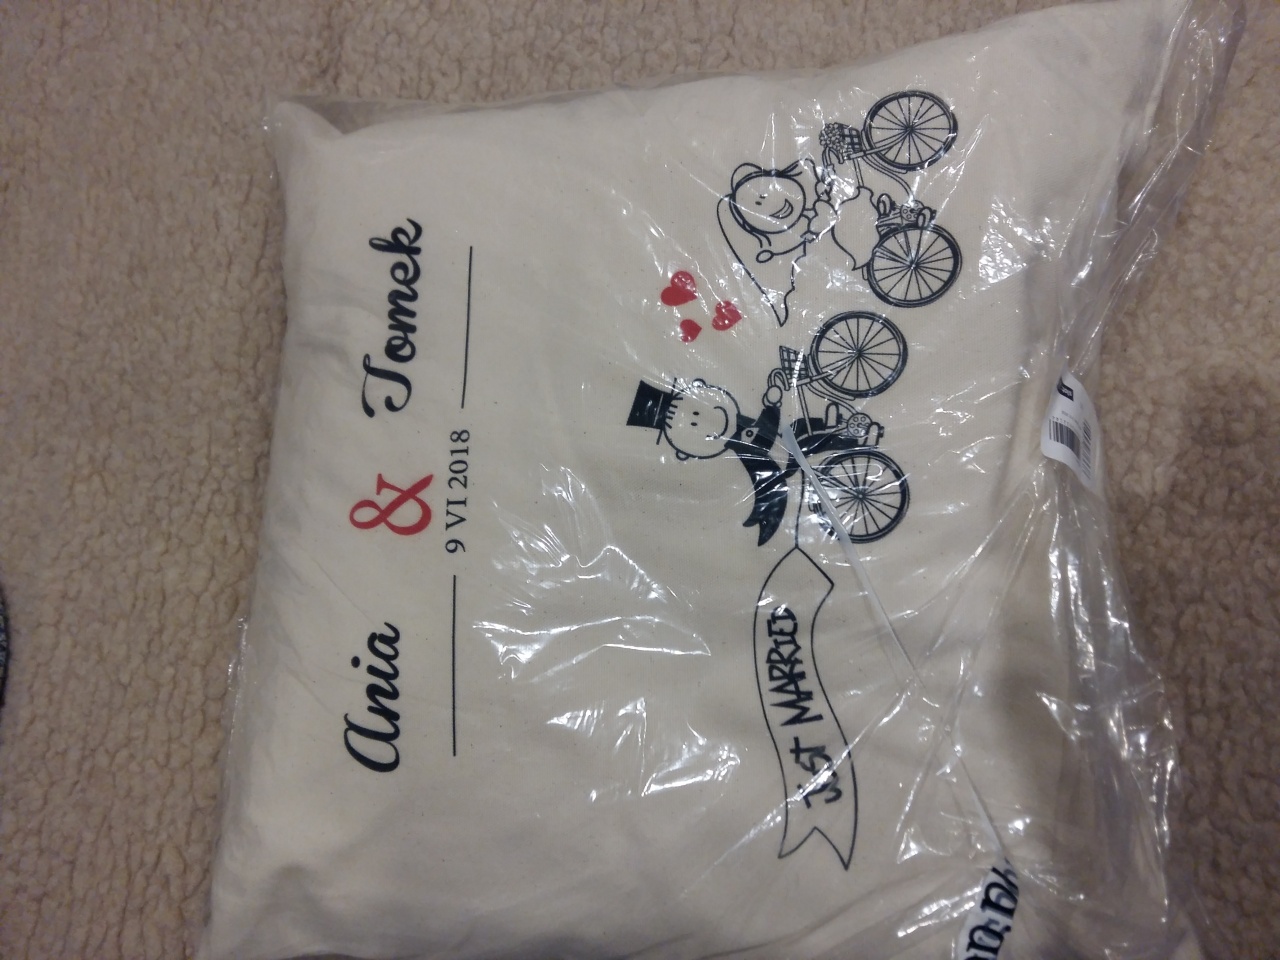 Ania & Tomek
9 VI 2018
JUST MARRIED